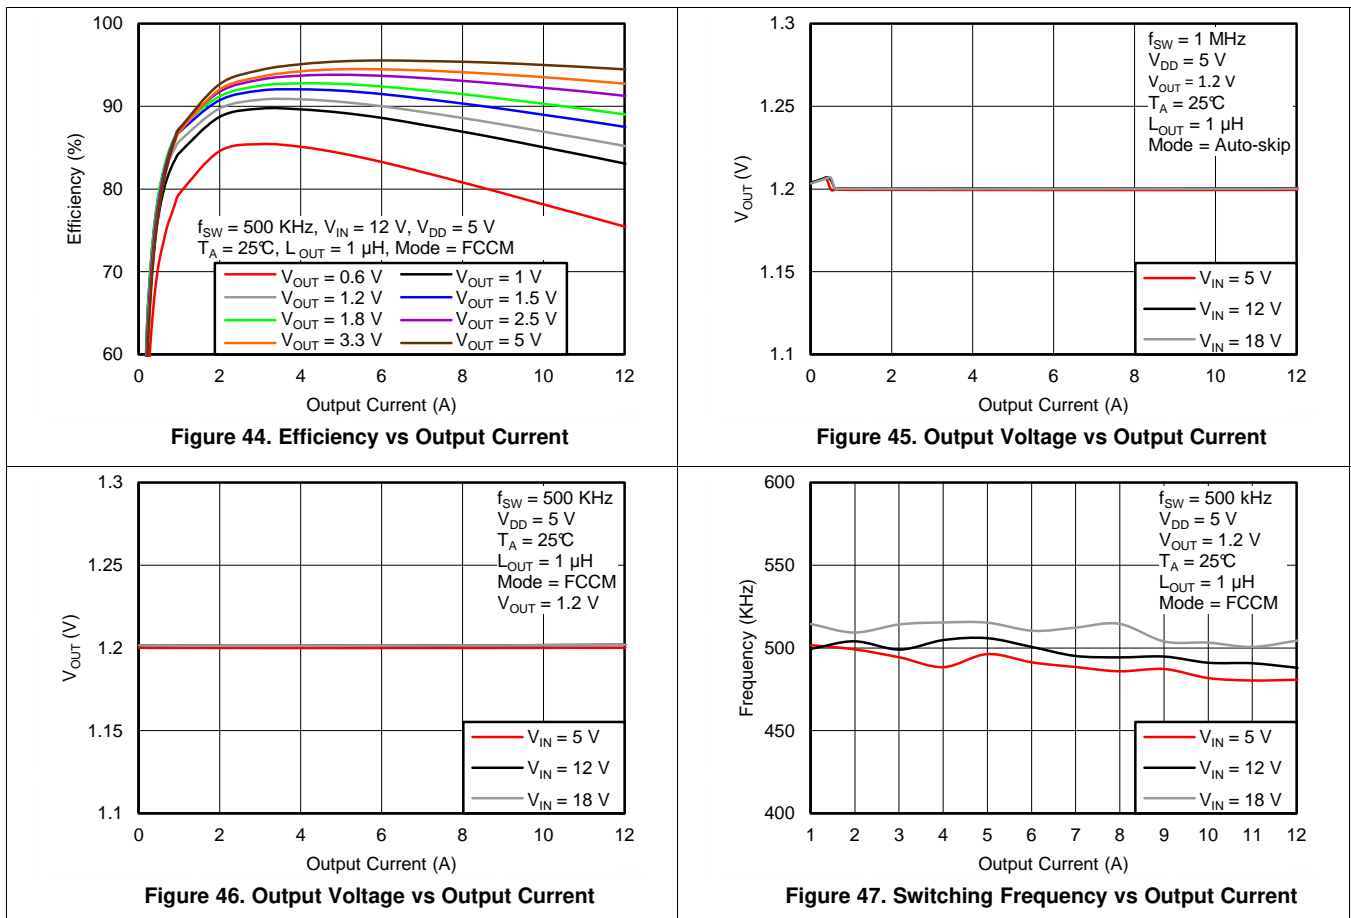 100
90
80
70
60
Efficiency (%)
fSW = 500 KHz, VIN = 12 V, VDD = 5 V
TA = 25°C, LOUT = 1 µH, Mode = FCCM
VOUT = 0.6 V VOUT = 1 V
VOUT = 1.2 V VOUT = 1.5 V
VOUT = 1.8 V VOUT = 2.5 V
VOUT = 3.3 V VOUT = 5 V
0 2 4 6 8 10 12
Output Current (A)
Figure 44. Efficiency vs Output Current
1.3
1.25
1.2
1.15
1.1
VOUT (V)
fSW = 1 MHz
VDD = 5 V
VOUT = 1.2 V
TA = 25°C
LOUT = 1 µH
Mode = Auto-skip
VIN = 5 V
VIN = 12 V
VIN = 18 V
0 2 4 6 8 10 12
Output Current (A)
Figure 45. Output Voltage vs Output Current
1.3
1.25
1.2
1.15
1.1
VOUT (V)
fSW = 500 KHz
VDD = 5 V
TA = 25°C
LOUT = 1 µH
Mode = FCCM
VOUT = 1.2 V
VIN = 5 V
VIN = 12 V
VIN = 18 V
0 2 4 6 8 10 12
Output Current (A)
Figure 46. Output Voltage vs Output Current
600
550
500
450
400
Frequency (KHz)
fSW = 500 kHz
VDD = 5 V
VOUT = 1.2 V
TA = 25°C
LOUT = 1 µH
Mode = FCCM
VIN = 5 V
VIN = 12 V
VIN = 18 V
1 2 3 4 5 6 7 8 9 10 11 12
Output Current (A)
Figure 47. Switching Frequency vs Output Current